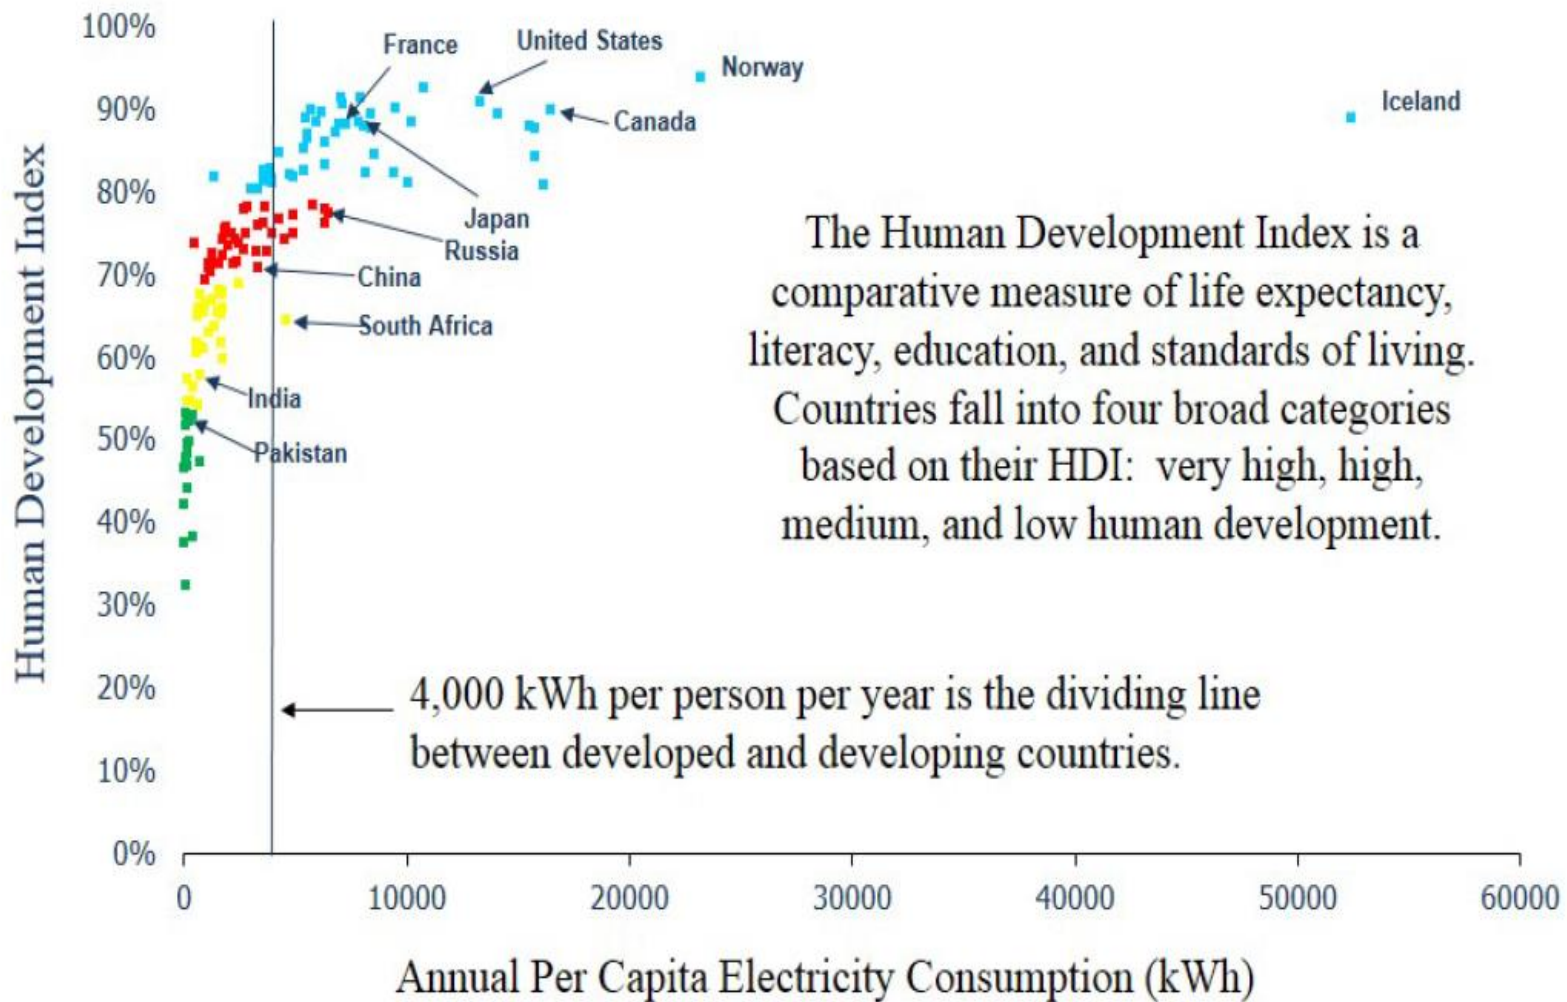 100%
90%
80%
70%
60%
50%
40%
30%
20%
10%
0%
Human Development Index
France
United States
Norway
Iceland
Canada
Japan
Russia
China
South Africa
India
Pakistan
The Human Development Index is a
comparative measure of life expectancy,
literacy, education, and standards of living.
Countries fall into four broad categories
based on their HDI: very high, high,
medium, and low human development.
4,000 kWh per person per year is the dividing line
between developed and developing countries.
0 10000 20000 30000 40000 50000 60000
Annual Per Capita Electricity Consumption (kWh)